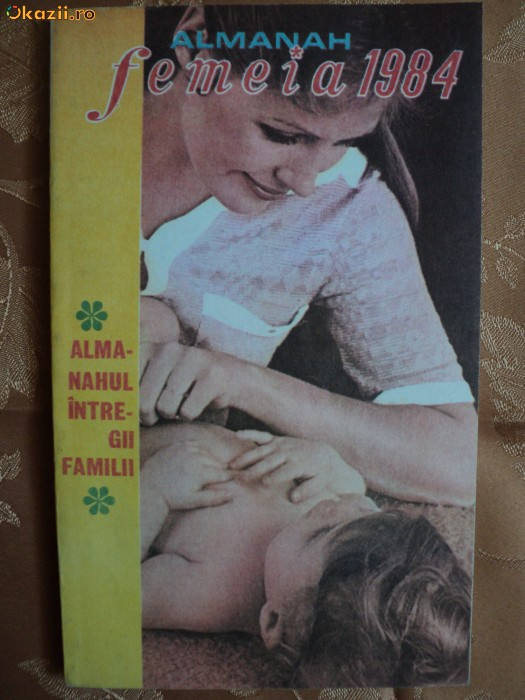 Okazii.ro
ALMANAH
femeia 1984
ALMA-
NAHUL
ÎNTRE-
GII
FAMILII